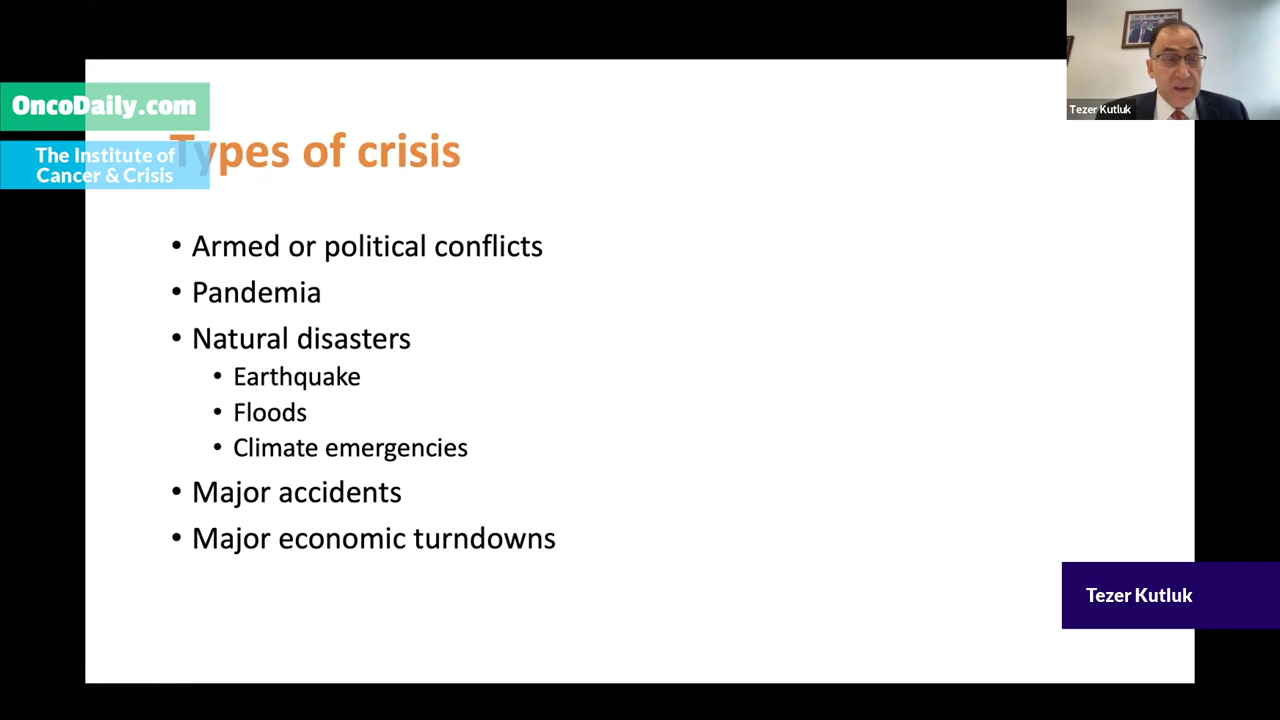 OncoDaily.com
The Institute of
Cancer & Crisis
Tezer Kutluk
Types of crisis
• Armed or political conflicts
• Pandemia
• Natural disasters
• Earthquake
• Floods
• Climate emergencies
• Major accidents
• Major economic turndowns
Tezer Kutluk